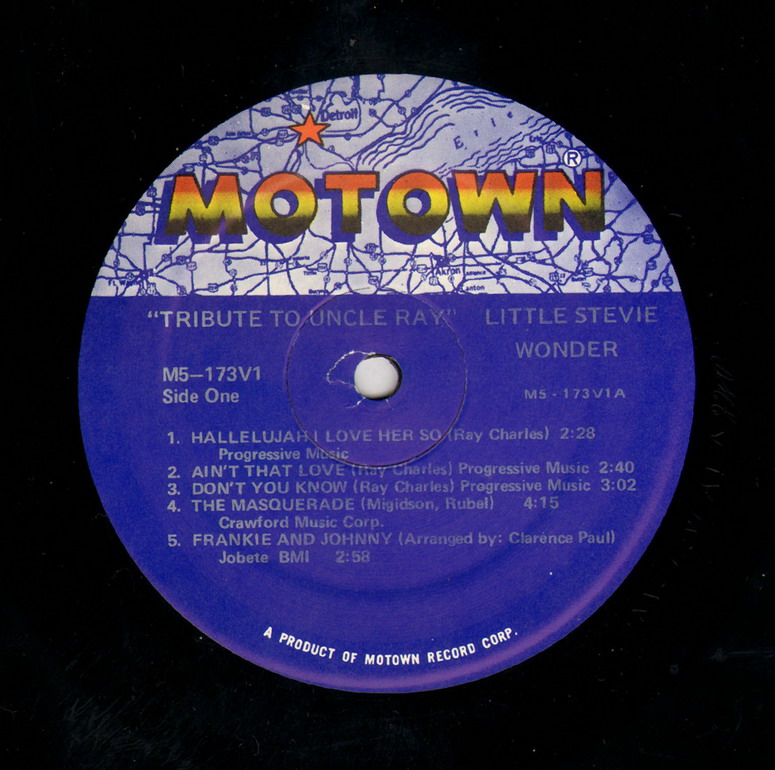 Detroit
Erie
®
MOTOWN
Akron
"TRIBUTE TO UNCLE RAY" LITTLE STEVIE
WONDER
M5-173V1
Side One
M5 - 173V1A
1. HALLELUJAH I LOVE HER SO (Ray Charles) 2:28
Progressive Music
2. AIN'T THAT LOVE (Ray Charles) Progressive Music 2:40
3. DON'T YOU KNOW (Ray Charles) Progressive Music 3:02
4. THE MASQUERADE (Migidson, Rubel) 4:15
Crawford Music Corp.
5. FRANKIE AND JOHNNY (Arranged by: Clarence Paul)
Jobete BMI 2:58
A PRODUCT OF MOTOWN RECORD CORP.